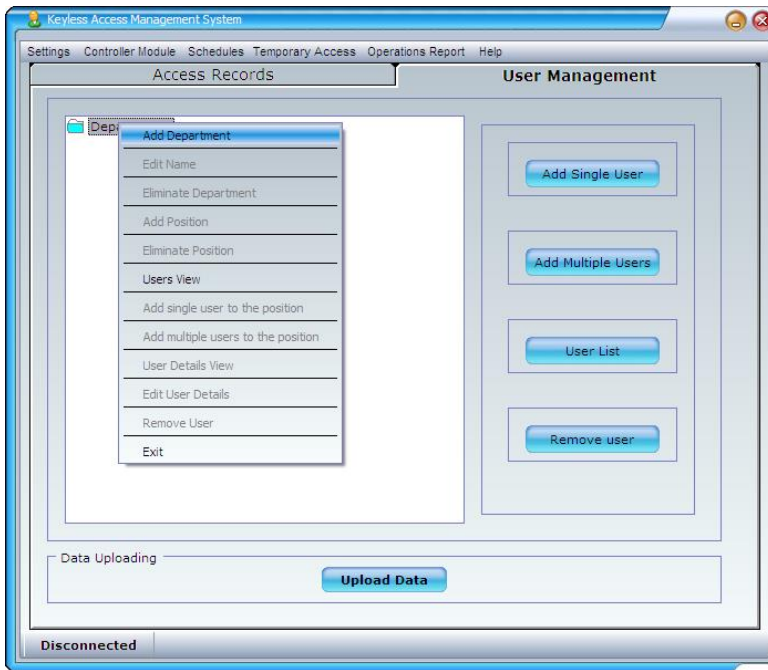 Keyless Access Management System
Settings Controller Module Schedules Temporary Access Operations Report Help
Access Records
User Management
Add Department
Edit Name
Eliminate Department
Add Position
Eliminate Position
Users View
Add single user to the position
Add multiple users to the position
User Details View
Edit User Details
Remove User
Exit
Add Single User
Add Multiple Users
User List
Remove user
Data Uploading
Upload Data
Disconnected